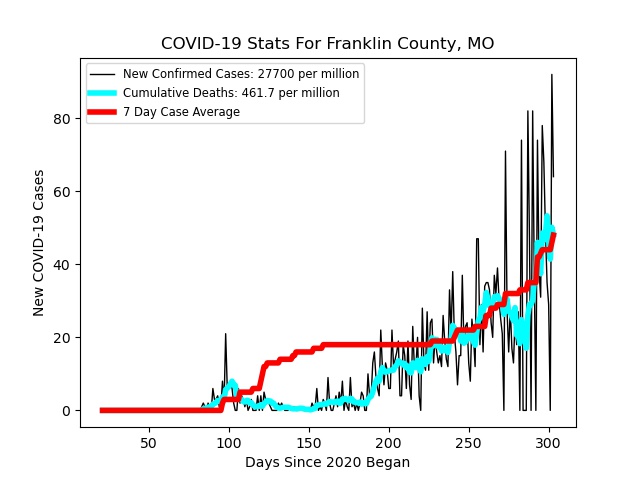 COVID-19 Stats For Franklin County, MO
New Confirmed Cases: 27700 per million
Cumulative Deaths: 461.7 per million
7 Day Case Average
New COVID-19 Cases
80
60
40
20
0
50 100 150 200 250 300
Days Since 2020 Began